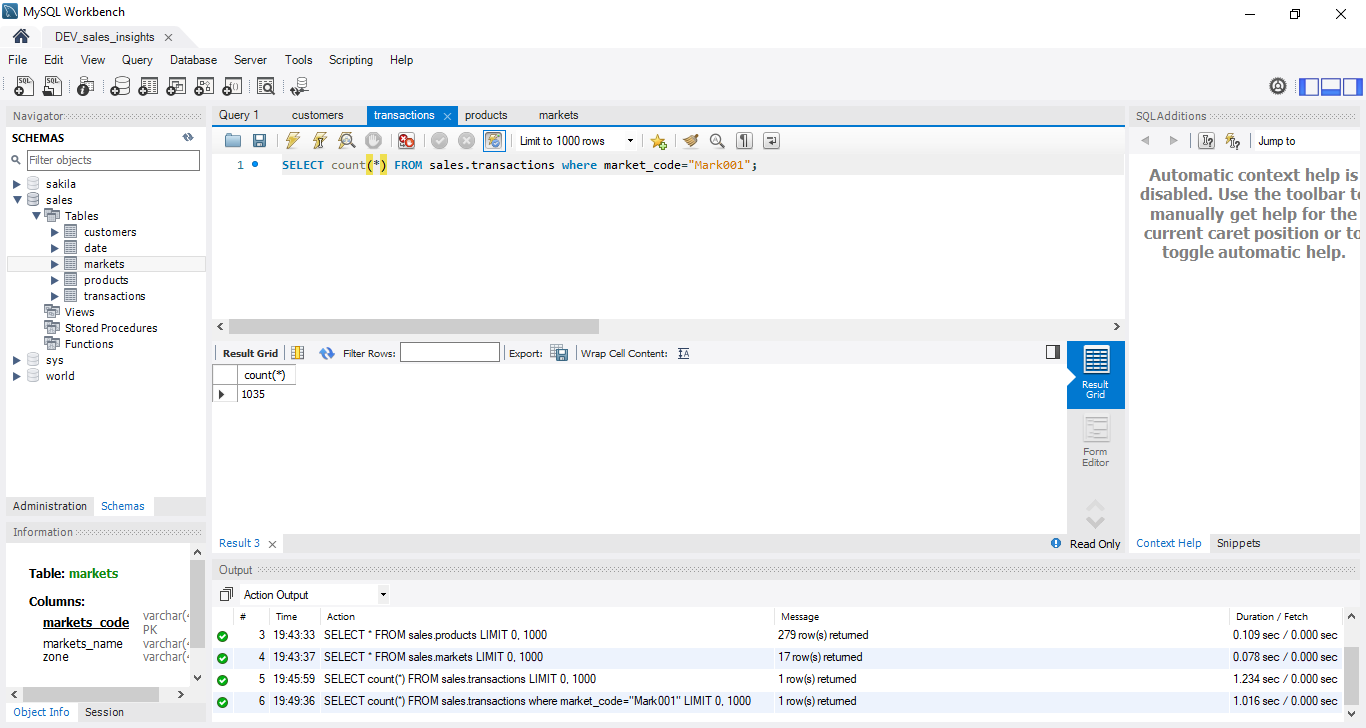 MySQL Workbench
DEV_sales_insights
File Edit View Query Database Server Tools Scripting Help
Navigator
SCHEMAS
Filter objects
sakila
sales
Tables
customers
date
markets
products
transactions
Views
Stored Procedures
Functions
sys
world
Administration Schemas
Information
Table: markets
Columns:
markets_code varchar(
PK
markets_name varchar(
zone varchar(
Object Info Session
Query 1 customers transactions products markets
Limit to 1000 rows
1 SELECT count(*) FROM sales.transactions where market_code="Mark001";
Result Grid Filter Rows: Export: Wrap Cell Content:
count(*)
1035
Result
Grid
Form
Editor
Result 3 Read Only
SQLAdditions
Jump to
Automatic context help is
disabled. Use the toolbar to
manually get help for the
current caret position or to
toggle automatic help.
Context Help Snippets
Output
Action Output
# Time Action Message Duration / Fetch
3 19:43:33 SELECT * FROM sales.products LIMIT 0, 1000 279 row(s) returned 0.109 sec / 0.000 sec
4 19:43:37 SELECT * FROM sales.markets LIMIT 0, 1000 17 row(s) returned 0.078 sec / 0.000 sec
5 19:45:59 SELECT count(*) FROM sales.transactions LIMIT 0, 1000 1 row(s) returned 1.234 sec / 0.000 sec
6 19:49:36 SELECT count(*) FROM sales.transactions where market_code="Mark001" LIMIT 0, 1000 1 row(s) returned 1.016 sec / 0.000 sec